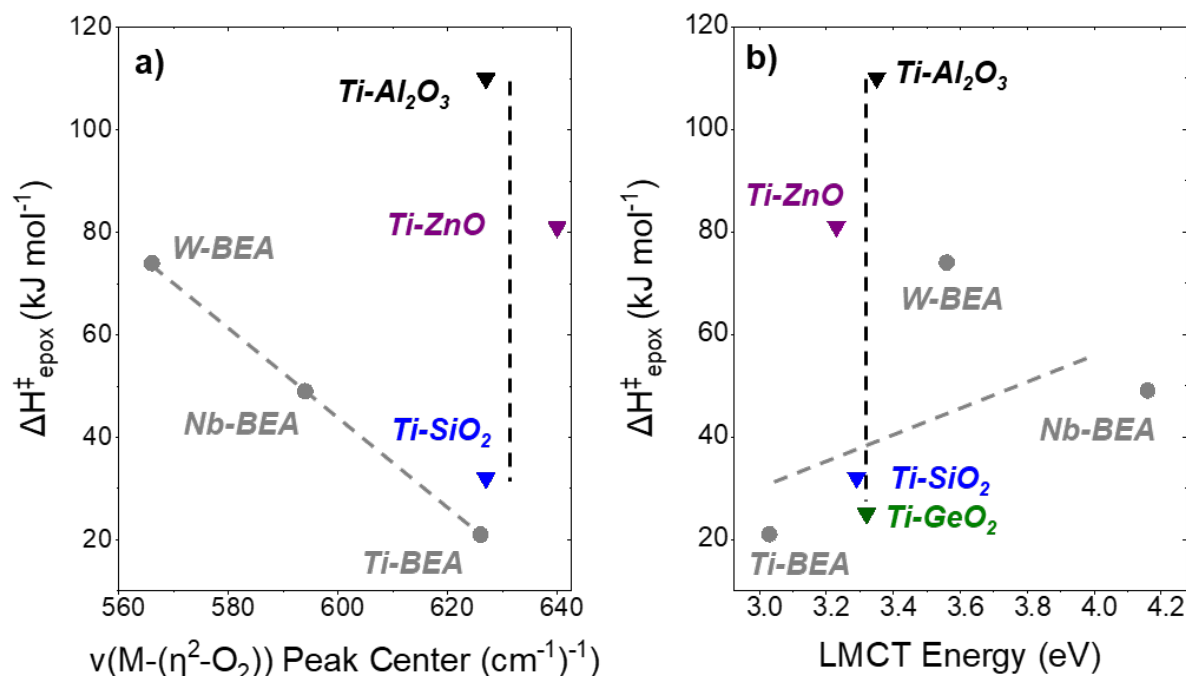 a)
120
100
80
60
40
20
ΔH‡epox (kJ mol-1)
Ti-Al2O3
Ti-ZnO
W-BEA
Nb-BEA
Ti-SiO2
Ti-BEA
560 580 600 620 640
ν(M-(η2-O2)) Peak Center (cm-1)-1)
b)
120
100
80
60
40
20
ΔH‡epox (kJ mol-1)
Ti-Al2O3
Ti-ZnO
W-BEA
Nb-BEA
Ti-SiO2
Ti-GeO2
Ti-BEA
3.0 3.2 3.4 3.6 3.8 4.0 4.2
LMCT Energy (eV)